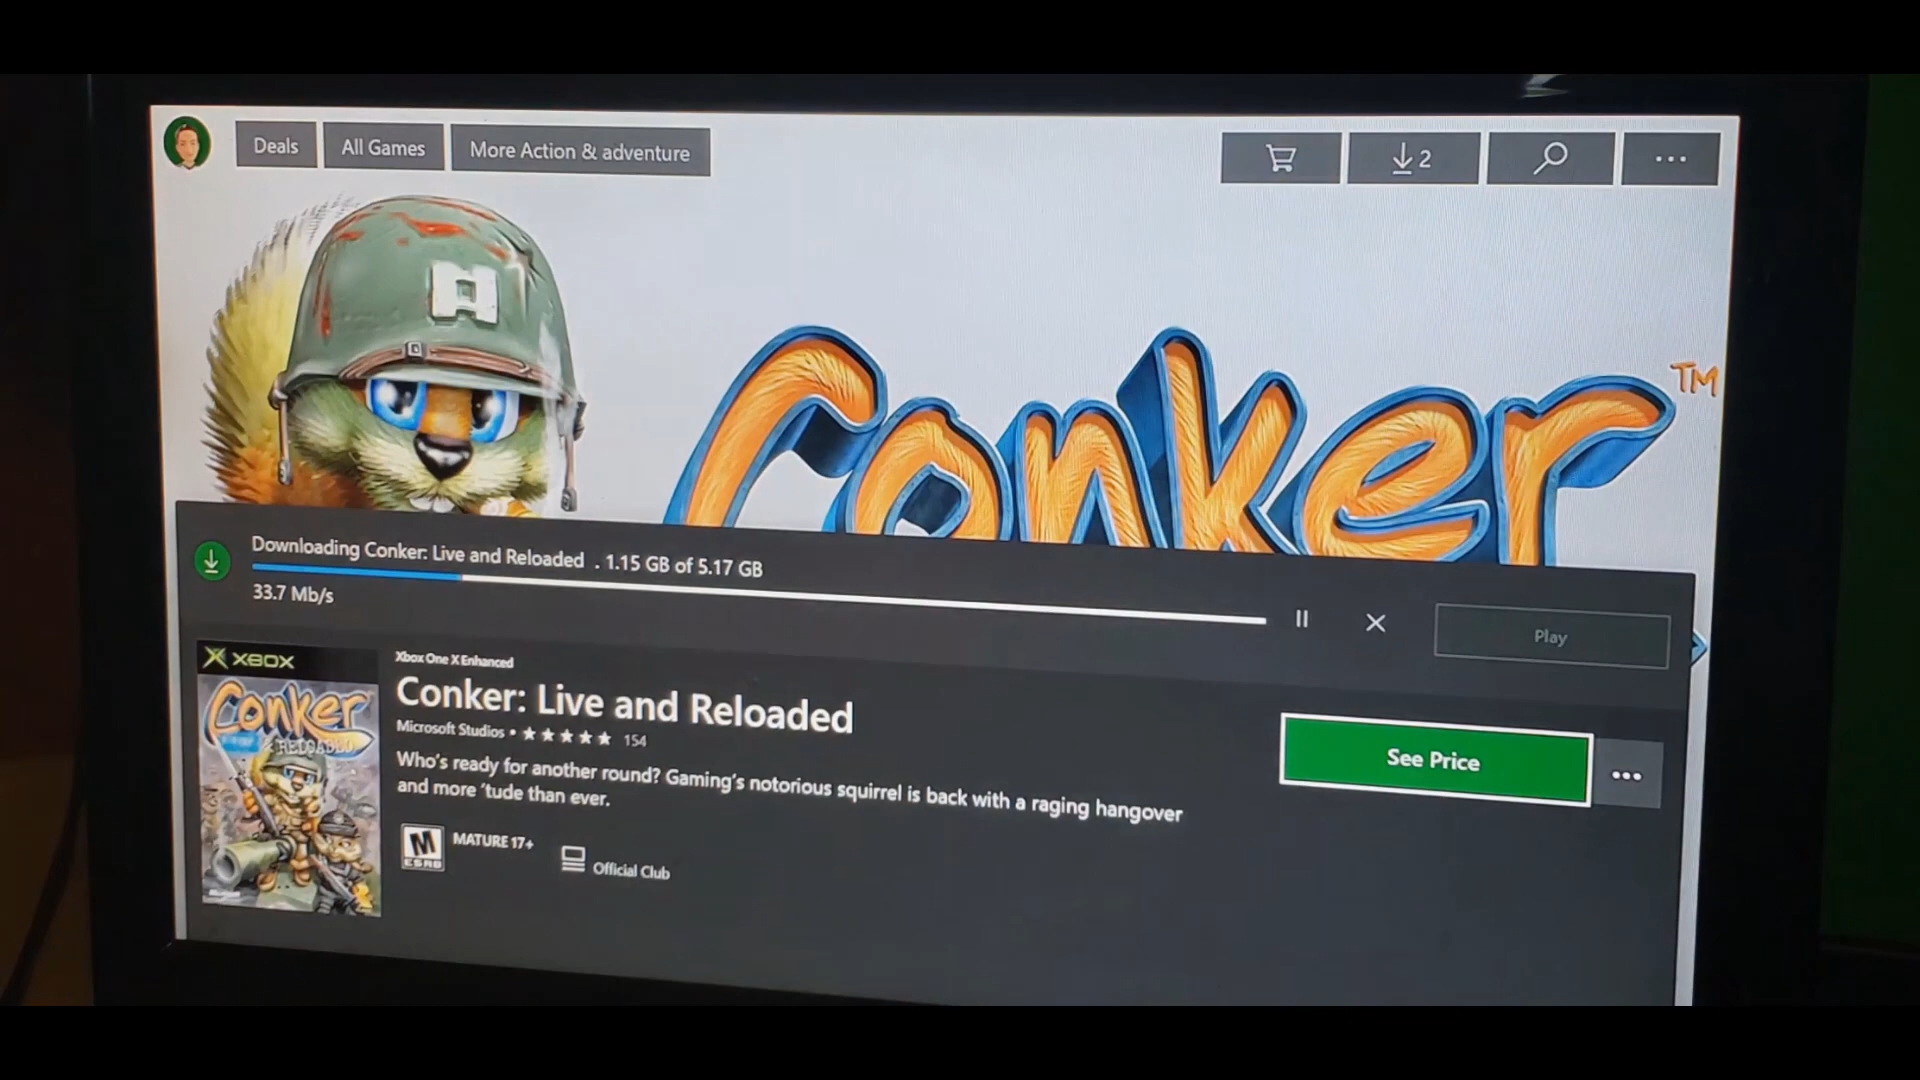 Deals
All Games
More Action & adventure
2
Conker™
Downloading Conker: Live and Reloaded . 1.15 GB of 5.17 GB
33.7 Mb/s
Play
XBOX
Conker
& RELOADED
Xbox One X Enhanced
Conker: Live and Reloaded
Microsoft Studios • ★★★★★ 154
Who's ready for another round? Gaming's notorious squirrel is back with a raging hangover
and more 'tude than ever.
See Price
M
ESRB
MATURE 17+
Official Club